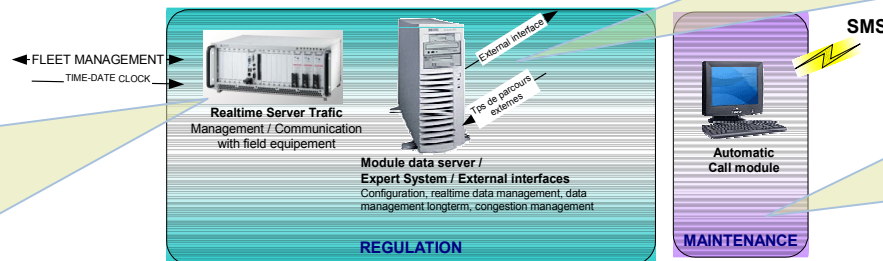 FLEET MANAGEMENT
TIME-DATE CLOCK
Realtime Server Trafic
Management / Communication
with field equipement
External interface
Tps de parcours
externes
Module data server /
Expert System / External interfaces
Configuration, realtime data management, data
management longterm, congestion management
REGULATION
SMS
Automatic
Call module
MAINTENANCE